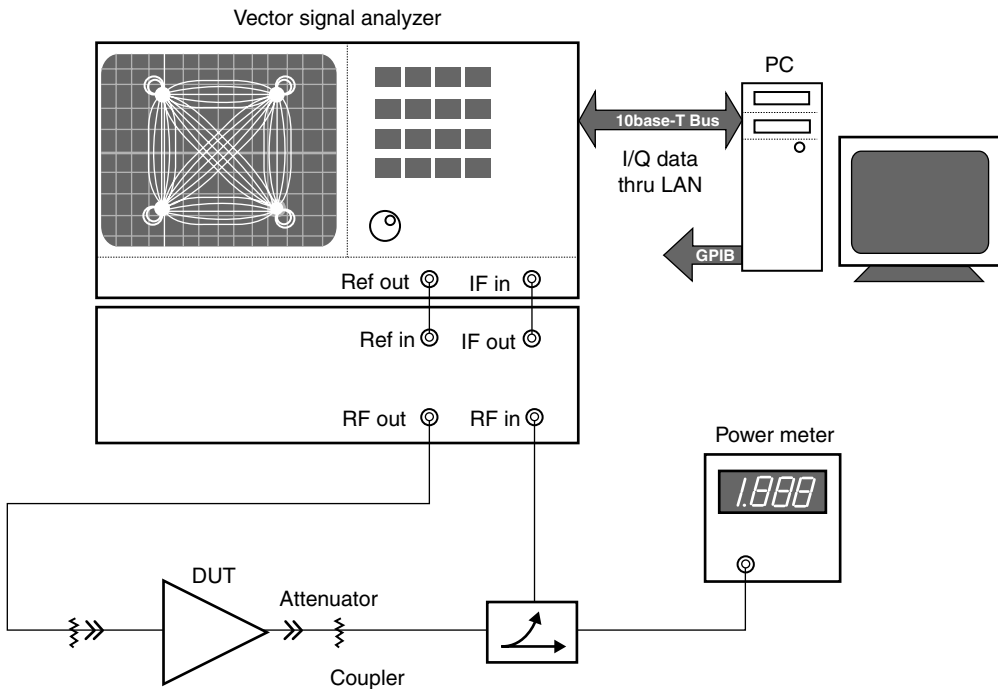 Vector signal analyzer
PC
10base-T Bus
I/Q data
thru LAN
GPIB
Ref out
IF in
Ref in
IF out
RF out
RF in
Power meter
1.888
DUT
Attenuator
Coupler